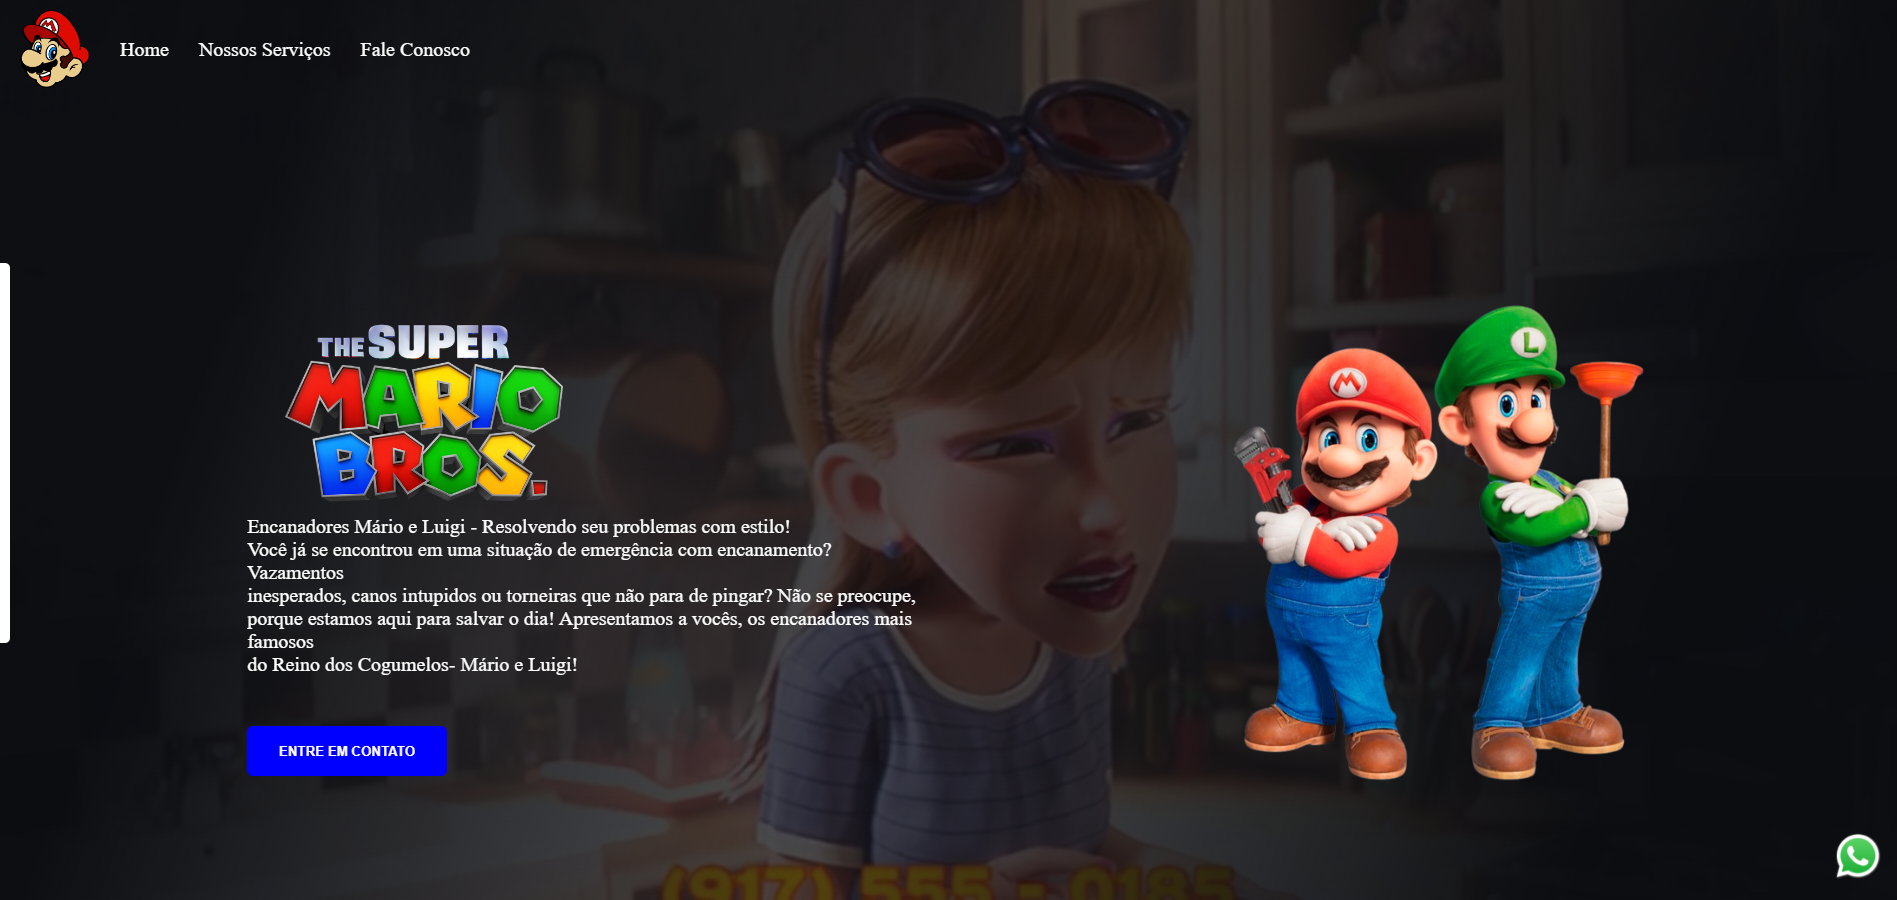 Home Nossos Serviços Fale Conosco
THE SUPER
MARIO
BROS.
M
L
Encanadores Mário e Luigi - Resolvendo seu problemas com estilo!
Você já se encontrou em uma situação de emergência com encanamento?
Vazamentos
inesperados, canos intupidos ou torneiras que não para de pingar? Não se preocupe,
porque estamos aqui para salvar o dia! Apresentamos a vocês, os encanadores mais
famosos
do Reino dos Cogumelos- Mário e Luigi!
ENTRE EM CONTATO
(917) 555 - 0185